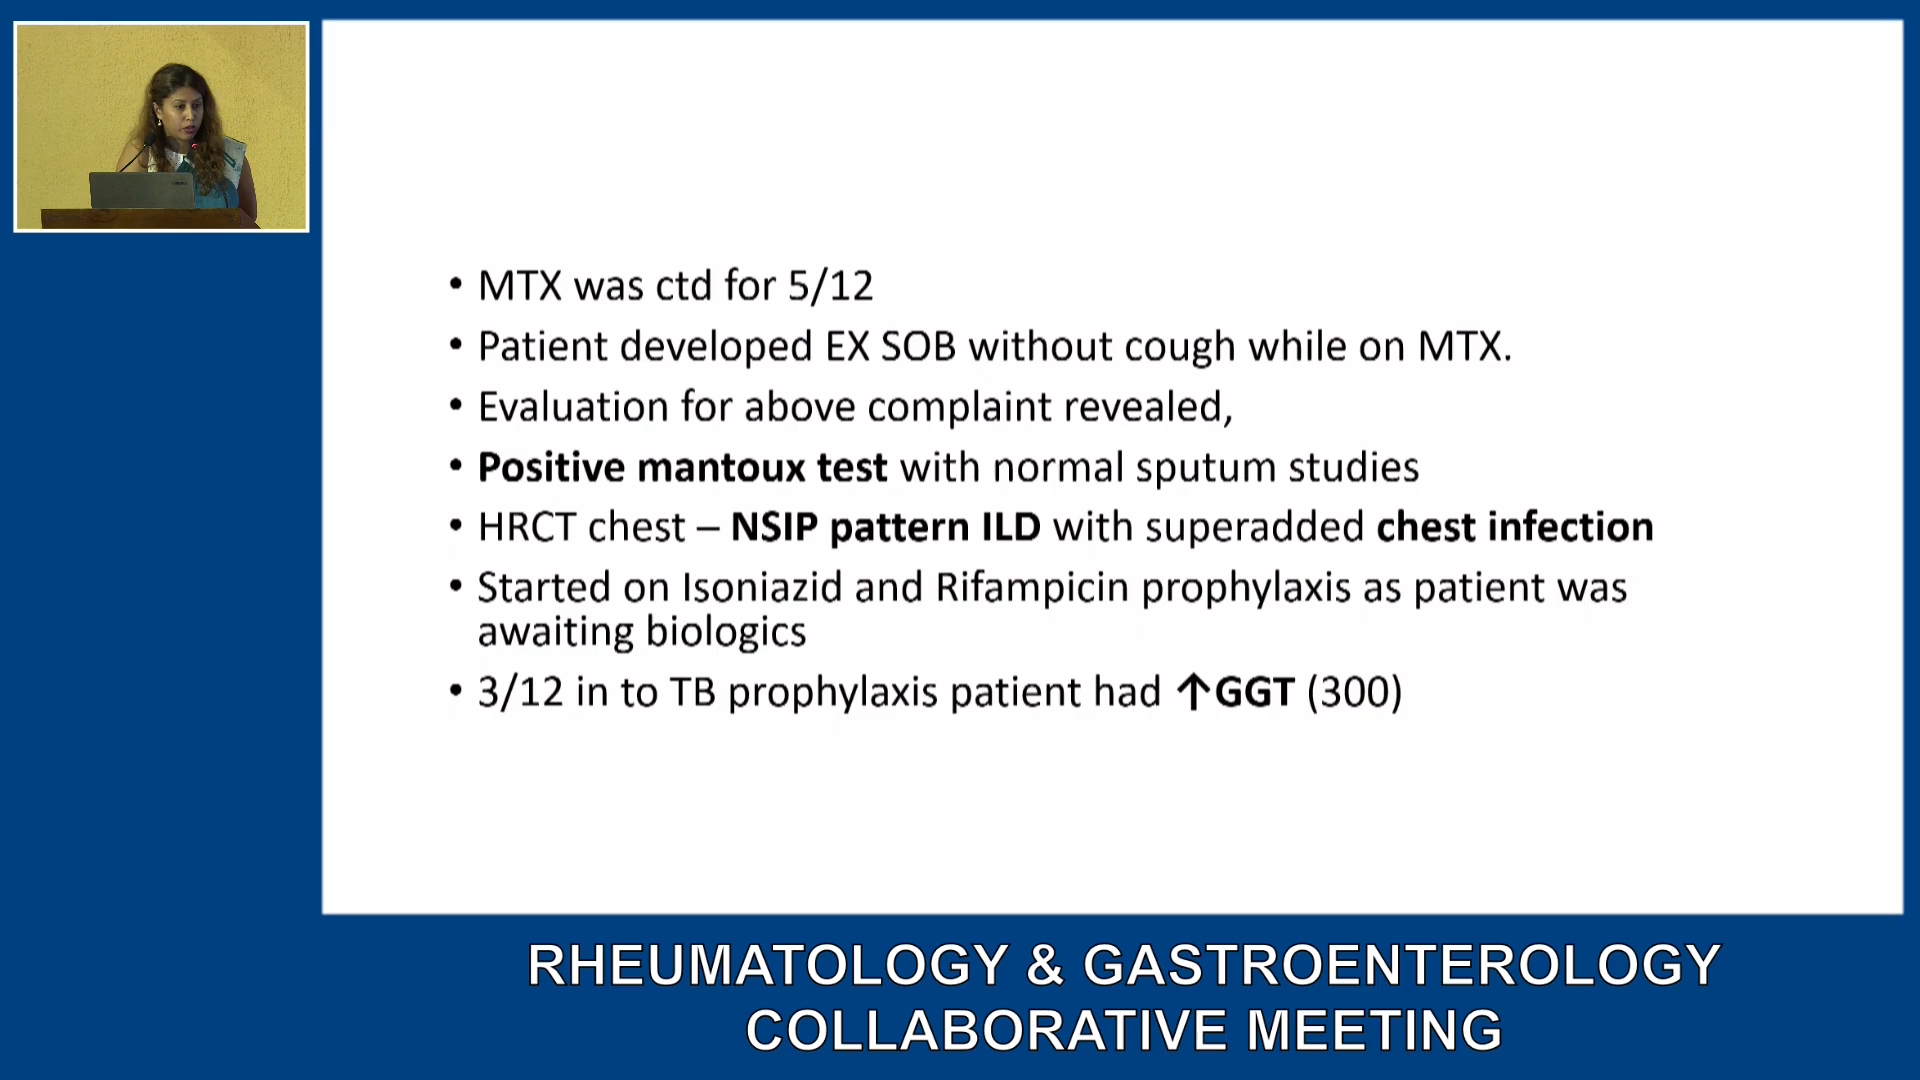 • MTX was ctd for 5/12
• Patient developed EX SOB without cough while on MTX.
• Evaluation for above complaint revealed,
• Positive mantoux test with normal sputum studies
• HRCT chest – NSIP pattern ILD with superadded chest infection
• Started on Isoniazid and Rifampicin prophylaxis as patient was
awaiting biologics
• 3/12 in to TB prophylaxis patient had ↑GGT (300)
RHEUMATOLOGY & GASTROENTEROLOGY
COLLABORATIVE MEETING